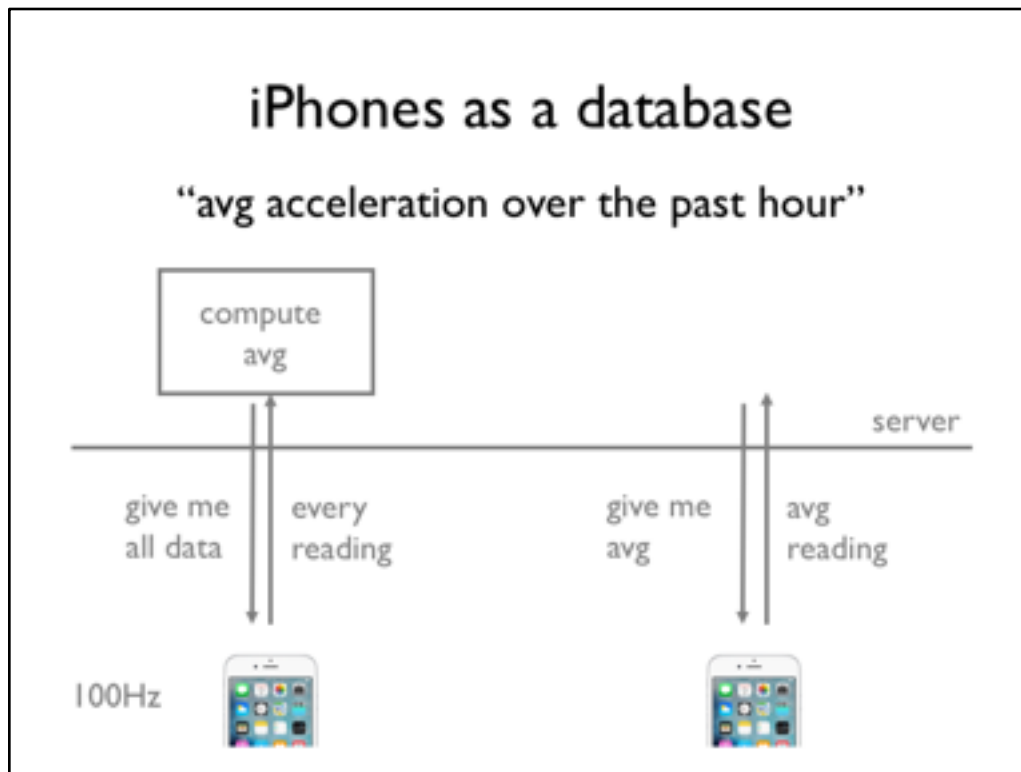 iPhones as a database
“avg acceleration over the past hour”
compute
avg
server
give me
all data
every
reading
give me
avg
avg
reading
100Hz